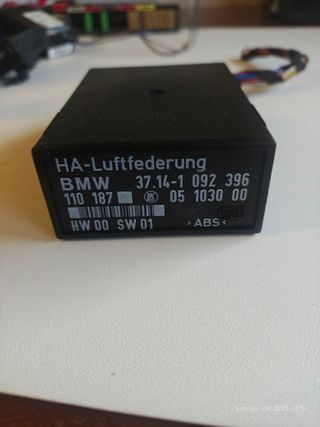 HA-Luftfederung
BMW 37.14-1 092 396
110 187 05 1030 00
HW 00 SW 01 >ABS<